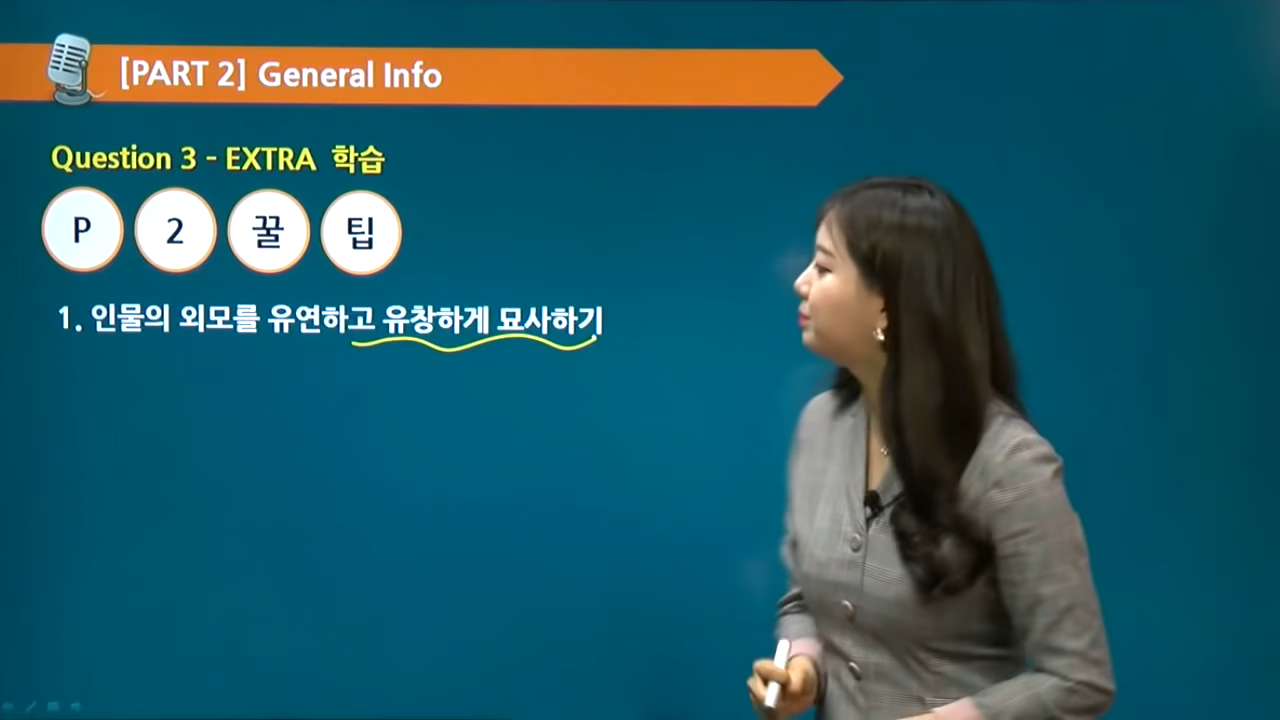 [PART 2] General Info
Question 3 - EXTRA 학습
P 2 꿀 팁
1. 인물의 외모를 유연하고 유창하게 묘사하기